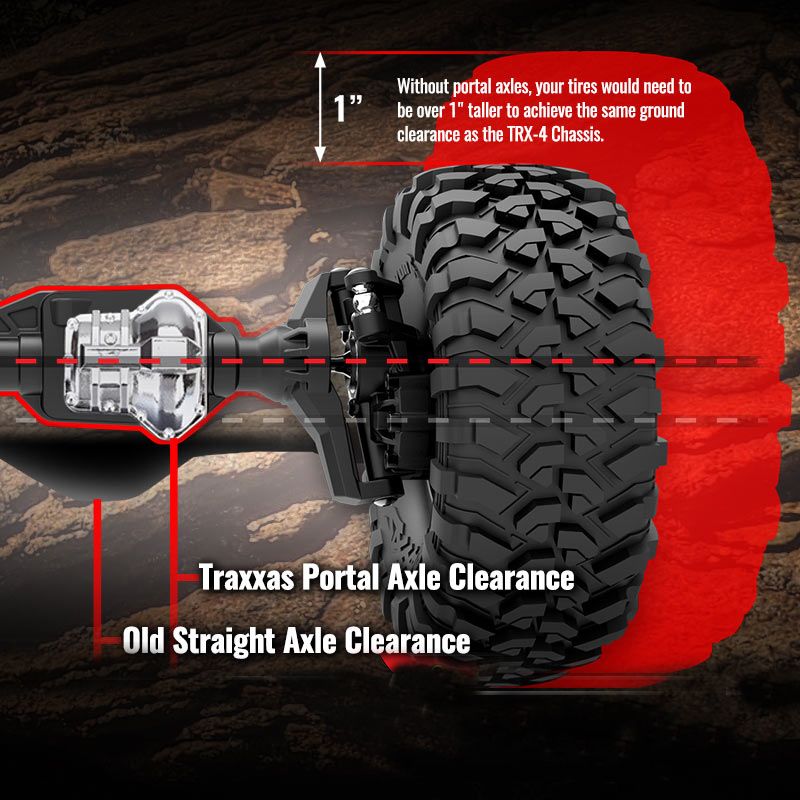 1”
Without portal axles, your tires would need to
be over 1" taller to achieve the same ground
clearance as the TRX-4 Chassis.
Traxxas Portal Axle Clearance
Old Straight Axle Clearance